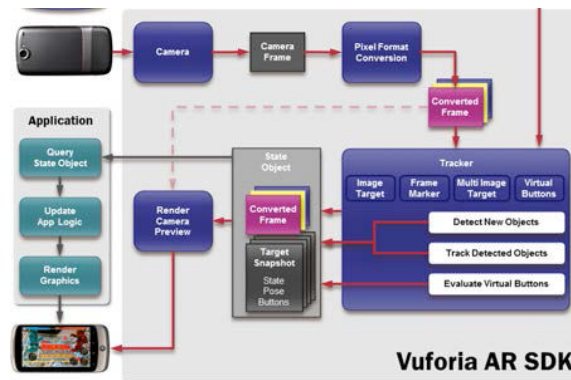 Camera
Camera
Frame
Pixel Format
Conversion
Converted
Frame
Application
Query
State Object
Update
App Logic
Render
Graphics
Render
Camera
Preview
State
Object
Converted
Frame
Target
Snapshot
State
Pose
Buttons
Tracker
Image
Target
Frame
Marker
Multi Image
Target
Virtual
Buttons
Detect New Objects
Track Detected Objects
Evaluate Virtual Buttons
Vuforia AR SDK